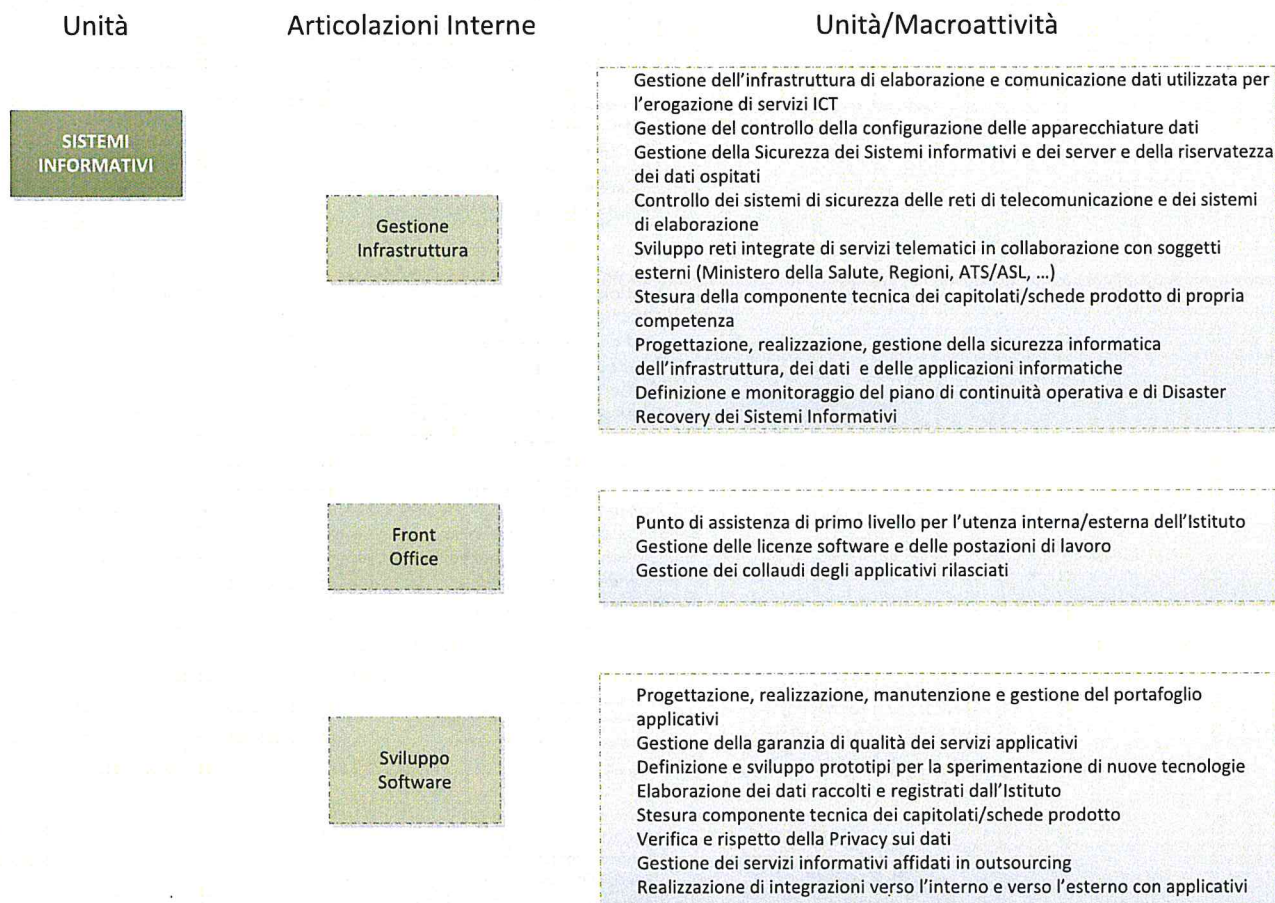 Unità
Articolazioni Interne
Unità/Macroattività
SISTEMI
INFORMATIVI
Gestione
Infrastruttura
Gestione dell'infrastruttura di elaborazione e comunicazione dati utilizzata per
l'erogazione di servizi ICT
Gestione del controllo della configurazione delle apparecchiature dati
Gestione della Sicurezza dei Sistemi informativi e dei server e della riservatezza
dei dati ospitati
Controllo dei sistemi di sicurezza delle reti di telecomunicazione e dei sistemi
di elaborazione
Sviluppo reti integrate di servizi telematici in collaborazione con soggetti
esterni (Ministero della Salute, Regioni, ATS/ASL, ...)
Stesura della componente tecnica dei capitolati/schede prodotto di propria
competenza
Progettazione, realizzazione, gestione della sicurezza informatica
dell'infrastruttura, dei dati e delle applicazioni informatiche
Definizione e monitoraggio del piano di continuità operativa e di Disaster
Recovery dei Sistemi Informativi
Front
Office
Punto di assistenza di primo livello per l'utenza interna/esterna dell'Istituto
Gestione delle licenze software e delle postazioni di lavoro
Gestione dei collaudi degli applicativi rilasciati
Sviluppo
Software
Progettazione, realizzazione, manutenzione e gestione del portafoglio
applicativi
Gestione della garanzia di qualità dei servizi applicativi
Definizione e sviluppo prototipi per la sperimentazione di nuove tecnologie
Elaborazione dei dati raccolti e registrati dall'Istituto
Stesura componente tecnica dei capitolati/schede prodotto
Verifica e rispetto della Privacy sui dati
Gestione dei servizi informativi affidati in outsourcing
Realizzazione di integrazioni verso l'interno e verso l'esterno con applicativi